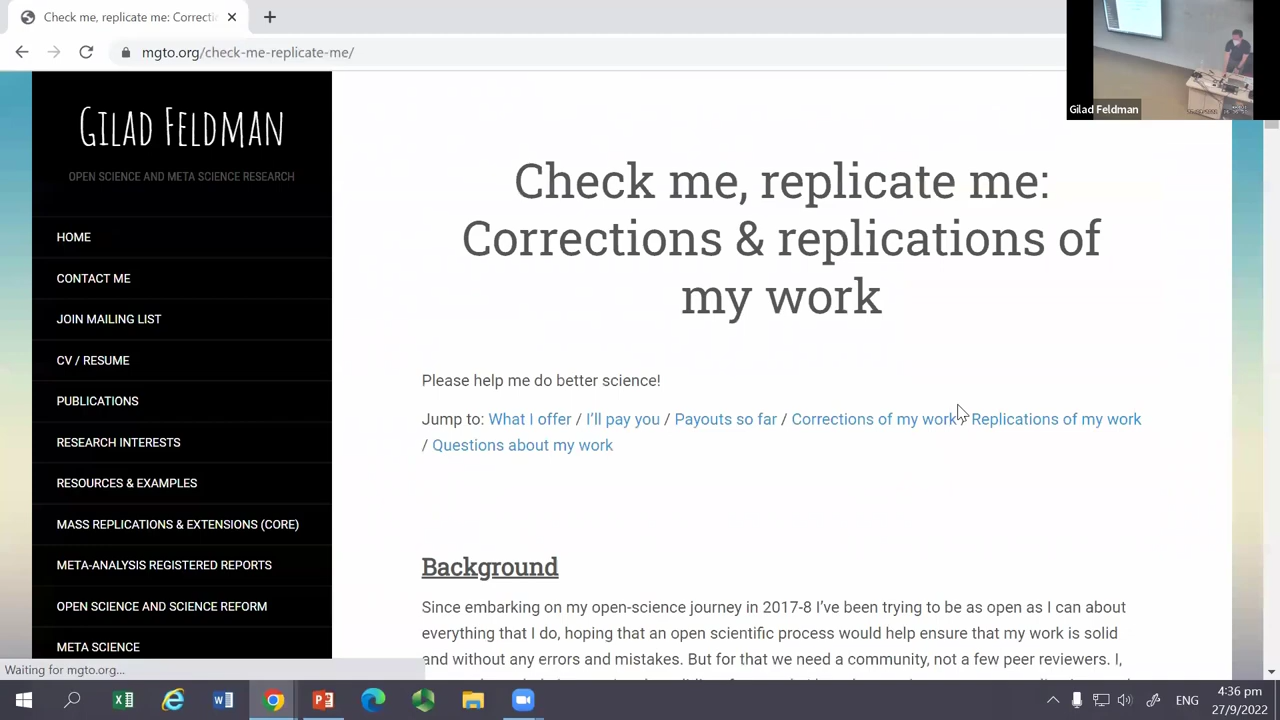 Check me, replicate me: Correcti
mgto.org/check-me-replicate-me/
Gilad Feldman
GILAD FELDMAN
OPEN SCIENCE AND META SCIENCE RESEARCH
HOME
CONTACT ME
JOIN MAILING LIST
CV / RESUME
PUBLICATIONS
RESEARCH INTERESTS
RESOURCES & EXAMPLES
MASS REPLICATIONS & EXTENSIONS (CORE)
META-ANALYSIS REGISTERED REPORTS
OPEN SCIENCE AND SCIENCE REFORM
META SCIENCE
Check me, replicate me:
Corrections & replications of
my work
Please help me do better science!
Jump to: What I offer / I'll pay you / Payouts so far / Corrections of my work / Replications of my work
/ Questions about my work
Background
Since embarking on my open-science journey in 2017-8 I've been trying to be as open as I can about
everything that I do, hoping that an open scientific process would help ensure that my work is solid
and without any errors and mistakes. But for that we need a community, not a few peer reviewers. I,
Waiting for mgto.org...
ENG
4:36 pm
27/9/2022